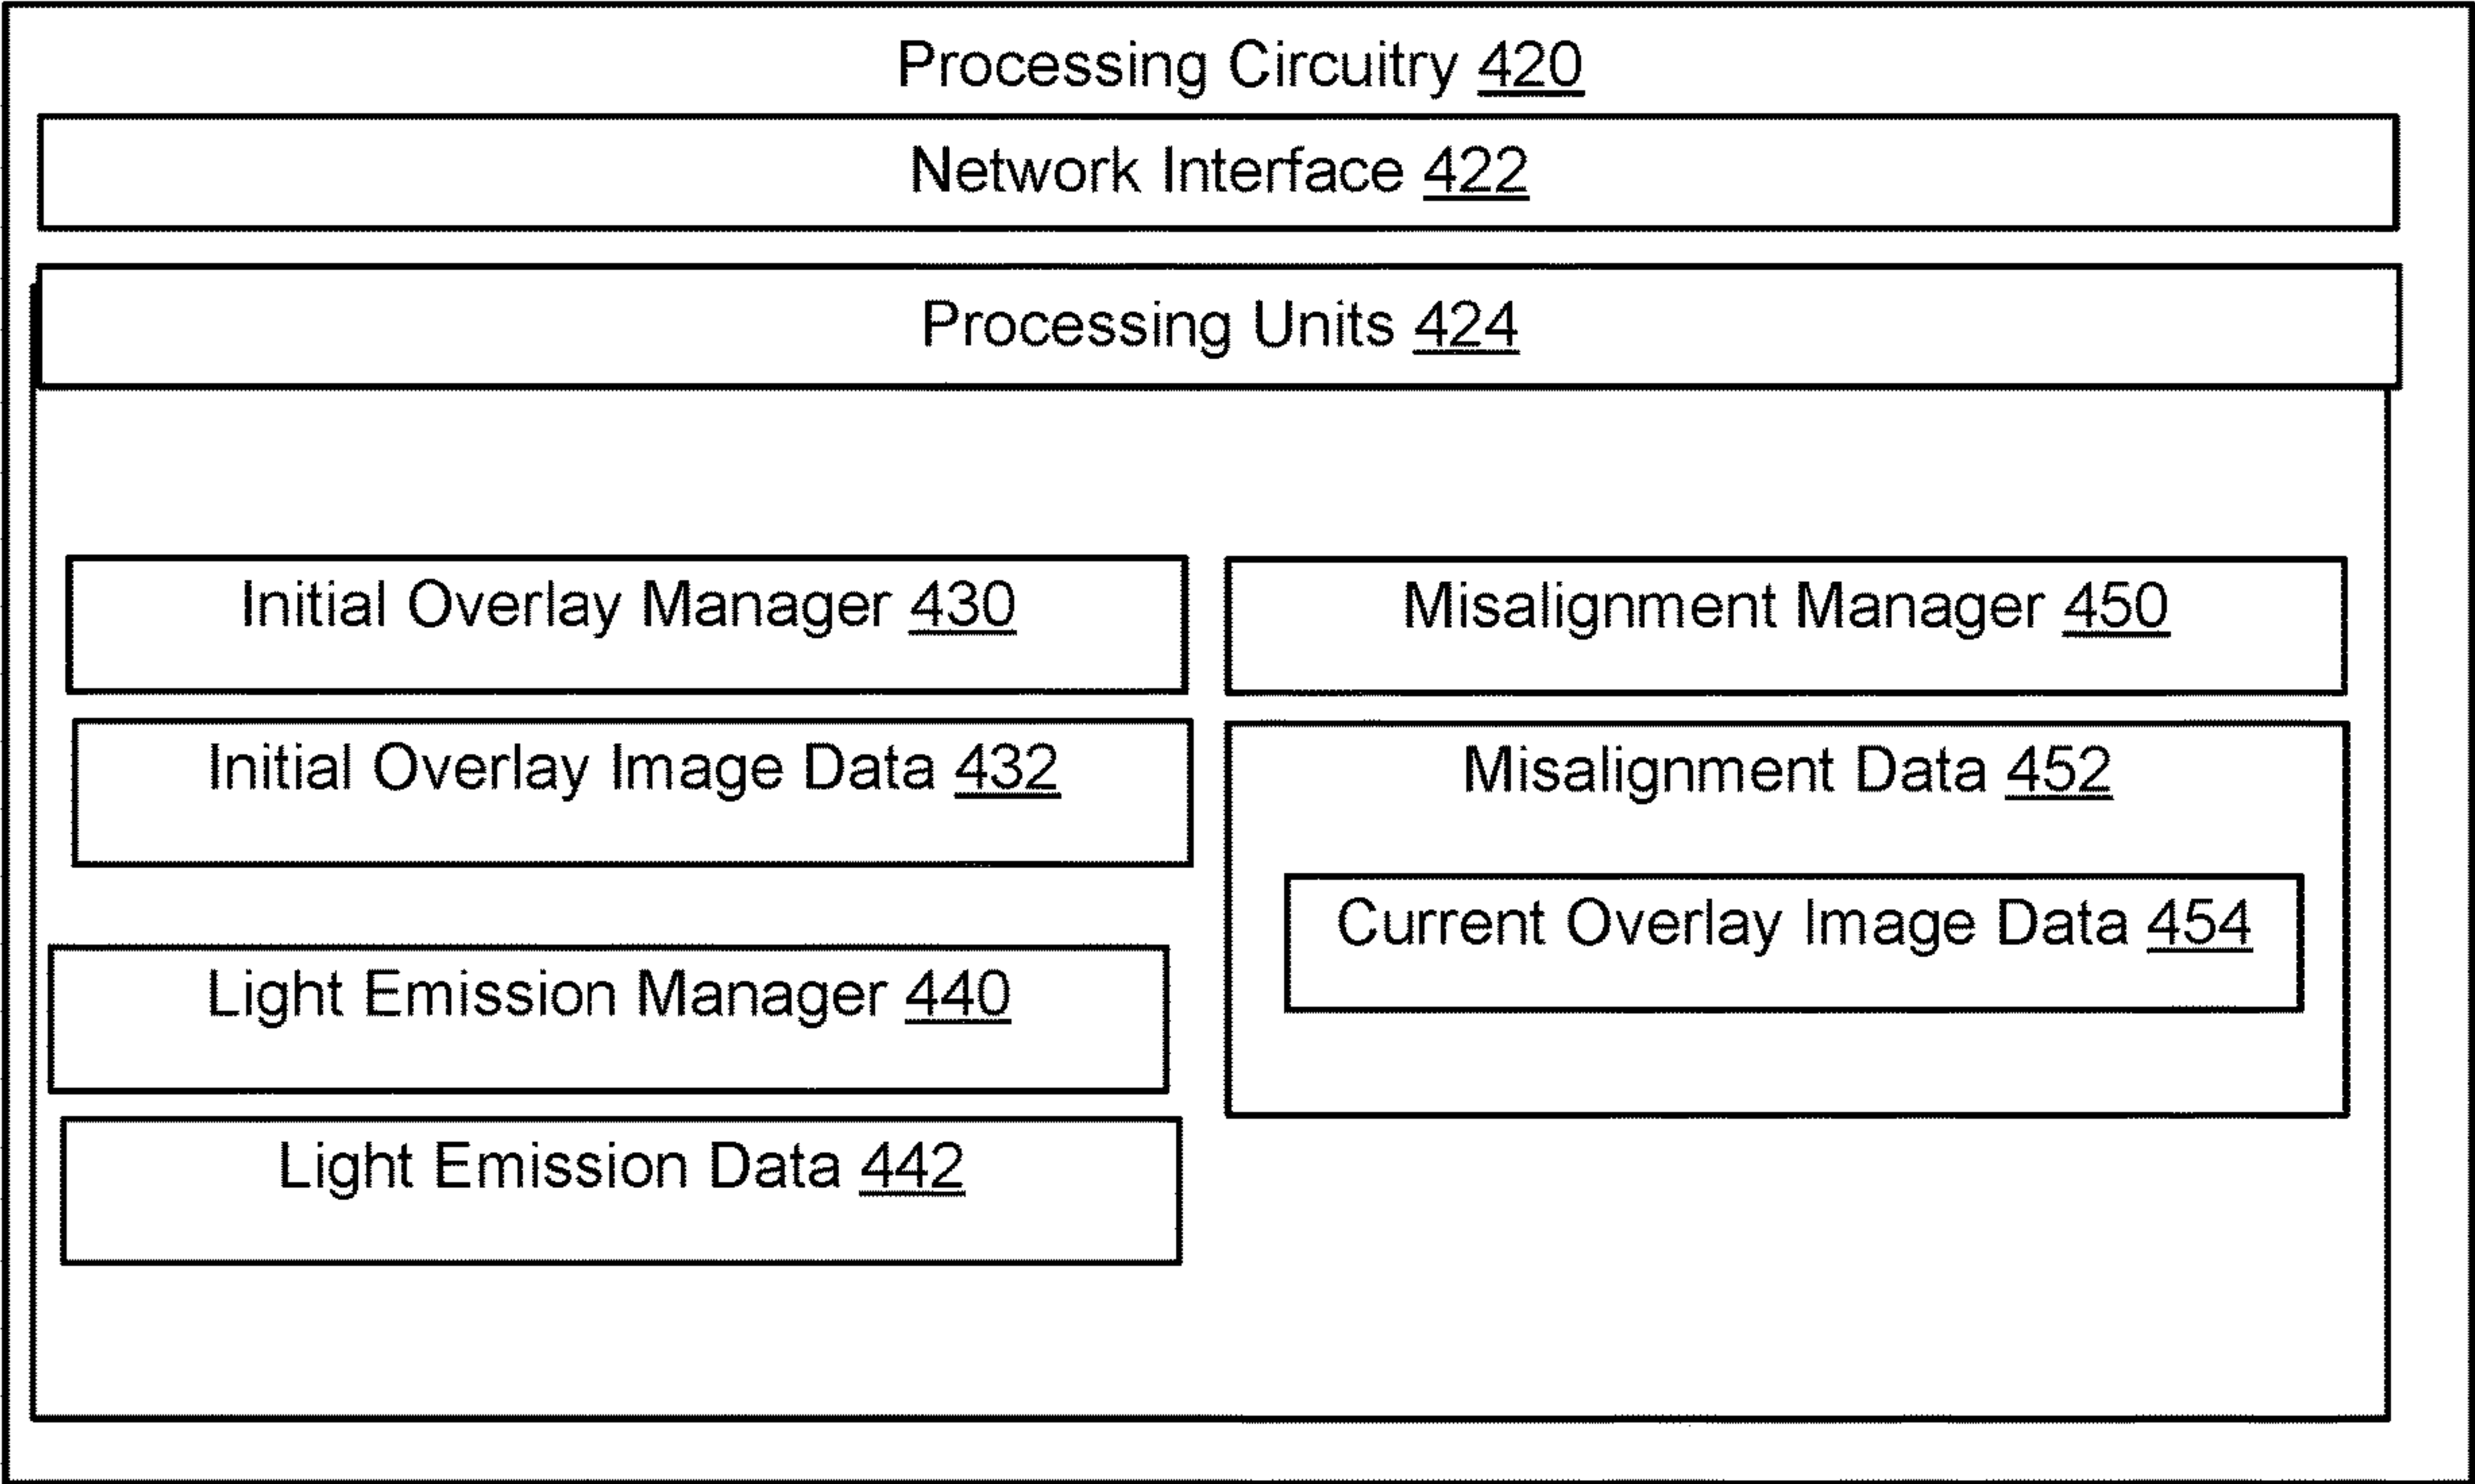 Processing Circuitry 420
Network Interface 422
Processing Units 424
Initial Overlay Manager 430
Initial Overlay Image Data 432
Light Emission Manager 440
Light Emission Data 442
Misalignment Manager 450
Misalignment Data 452
Current Overlay Image Data 454